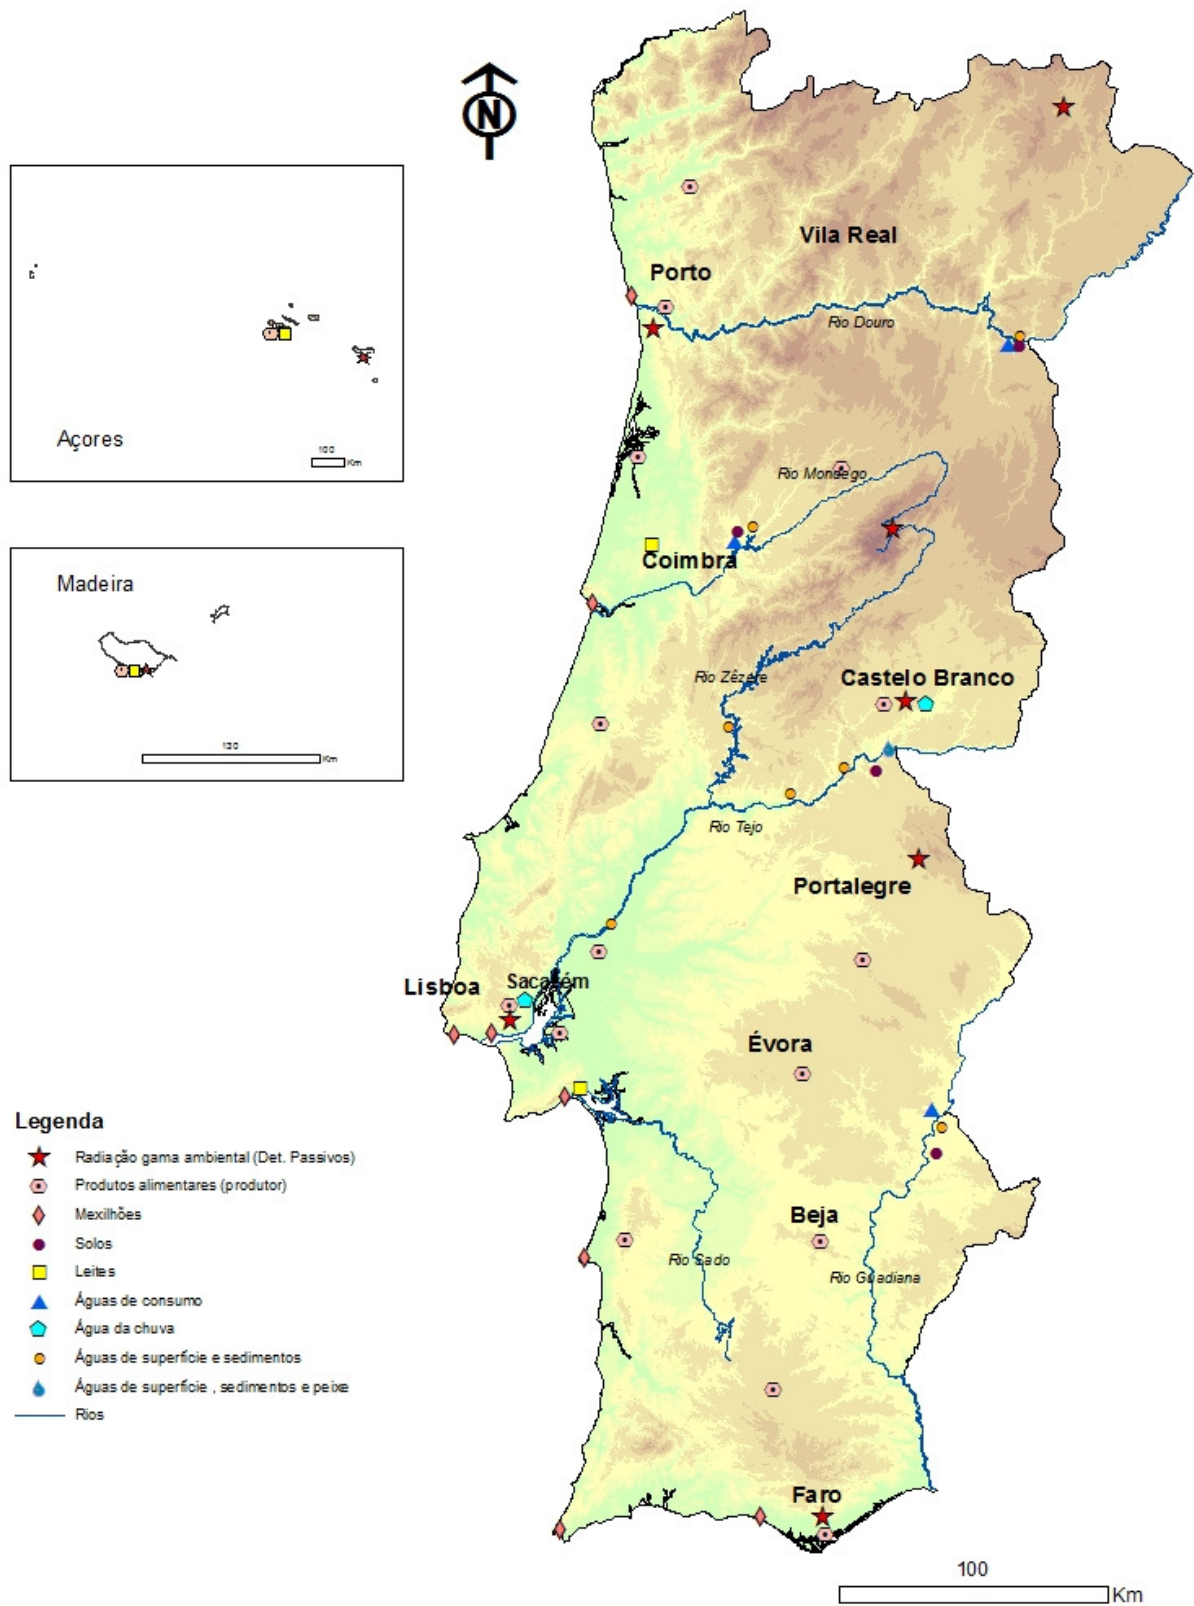 N
Vila Real
Porto
Rio Douro
Açores
100
Km
Rio Mondego
Coimbra
Madeira
130
Km
Rio Zêzere
Castelo Branco
Rio Tejo
Portalegre
Lisboa
Sacavém
Évora
Legenda
Radiação gama ambiental (Det. Passivos)
Produtos alimentares (produtor)
Mexilhões
Solos
Leites
Águas de consumo
Água da chuva
Águas de superfície e sedimentos
Águas de superfície , sedimentos e peixe
Rios
Beja
Rio Sado
Rio Guadiana
Faro
100
Km